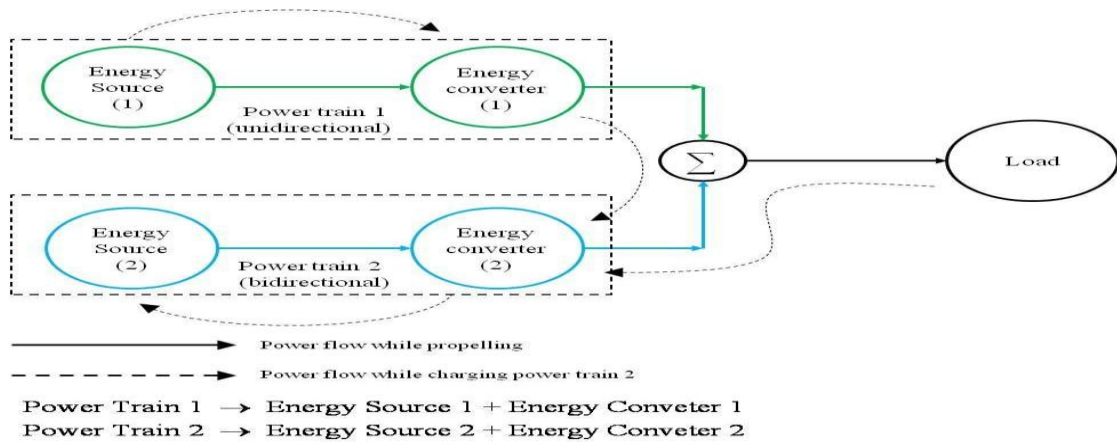 Energy
Source
(1)
Energy
converter
(1)
Power train 1
(unidirectional)
Σ
Load
Energy
Source
(2)
Energy
converter
(2)
Power train 2
(bidirectional)
Power flow while propelling
Power flow while charging power train 2
Power Train 1 → Energy Source 1 + Energy Conveter 1
Power Train 2 → Energy Source 2 + Energy Conveter 2